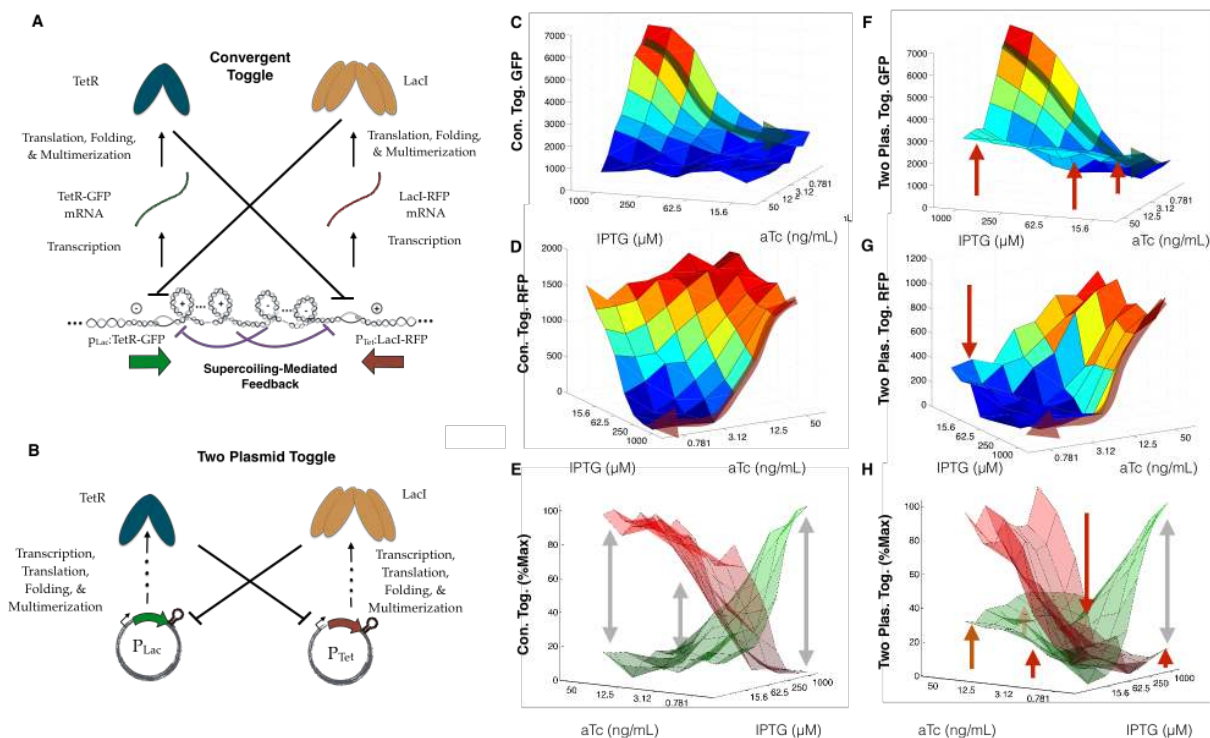 A
Convergent
Toggle
TetR
LacI
Translation, Folding,
& Multimerization
Translation, Folding,
& Multimerization
TetR-GFP
mRNA
LacI-RFP
mRNA
Transcription
Transcription
- + + - - +
pLac:TetR-GFP
PTet:LacI-RFP
Supercoiling-Mediated
Feedback
B
Two Plasmid Toggle
TetR
LacI
Transcription,
Translation,
Folding, &
Multimerization
Transcription,
Translation,
Folding, &
Multimerization
PLac
PTet
C
Con. Tog. GFP
7000
6000
5000
4000
3000
2000
1000
0
1000 250 62.5 15.6
50 12.5 3.12 0.781
IPTG (µM)
aTc (ng/mL)
D
Con. Tog. RFP
2000
1500
1000
500
0
15.6 62.5 250 1000
0.781 3.12 12.5 50
IPTG (µM)
aTc (ng/mL)
E
Con. Tog. (%Max)
100
80
60
40
20
0
50 12.5 3.12 0.781
15.6 62.5 250 1000
aTc (ng/mL)
IPTG (µM)
F
Two Plas. Tog. GFP
7000
6000
5000
4000
3000
2000
1000
0
1000 250 62.5 15.6
50 12.5 3.12 0.781
IPTG (µM)
aTc (ng/mL)
G
Two Plas. Tog. RFP
1200
1000
800
600
400
200
0
15.6 62.5 250 1000
0.781 3.12 12.5 50
IPTG (µM)
aTc (ng/mL)
H
Two Plas. Tog. (%Max)
100
80
60
40
20
0
50 12.5 3.12 0.781
15.6 62.5 250 1000
aTc (ng/mL)
IPTG (µM)